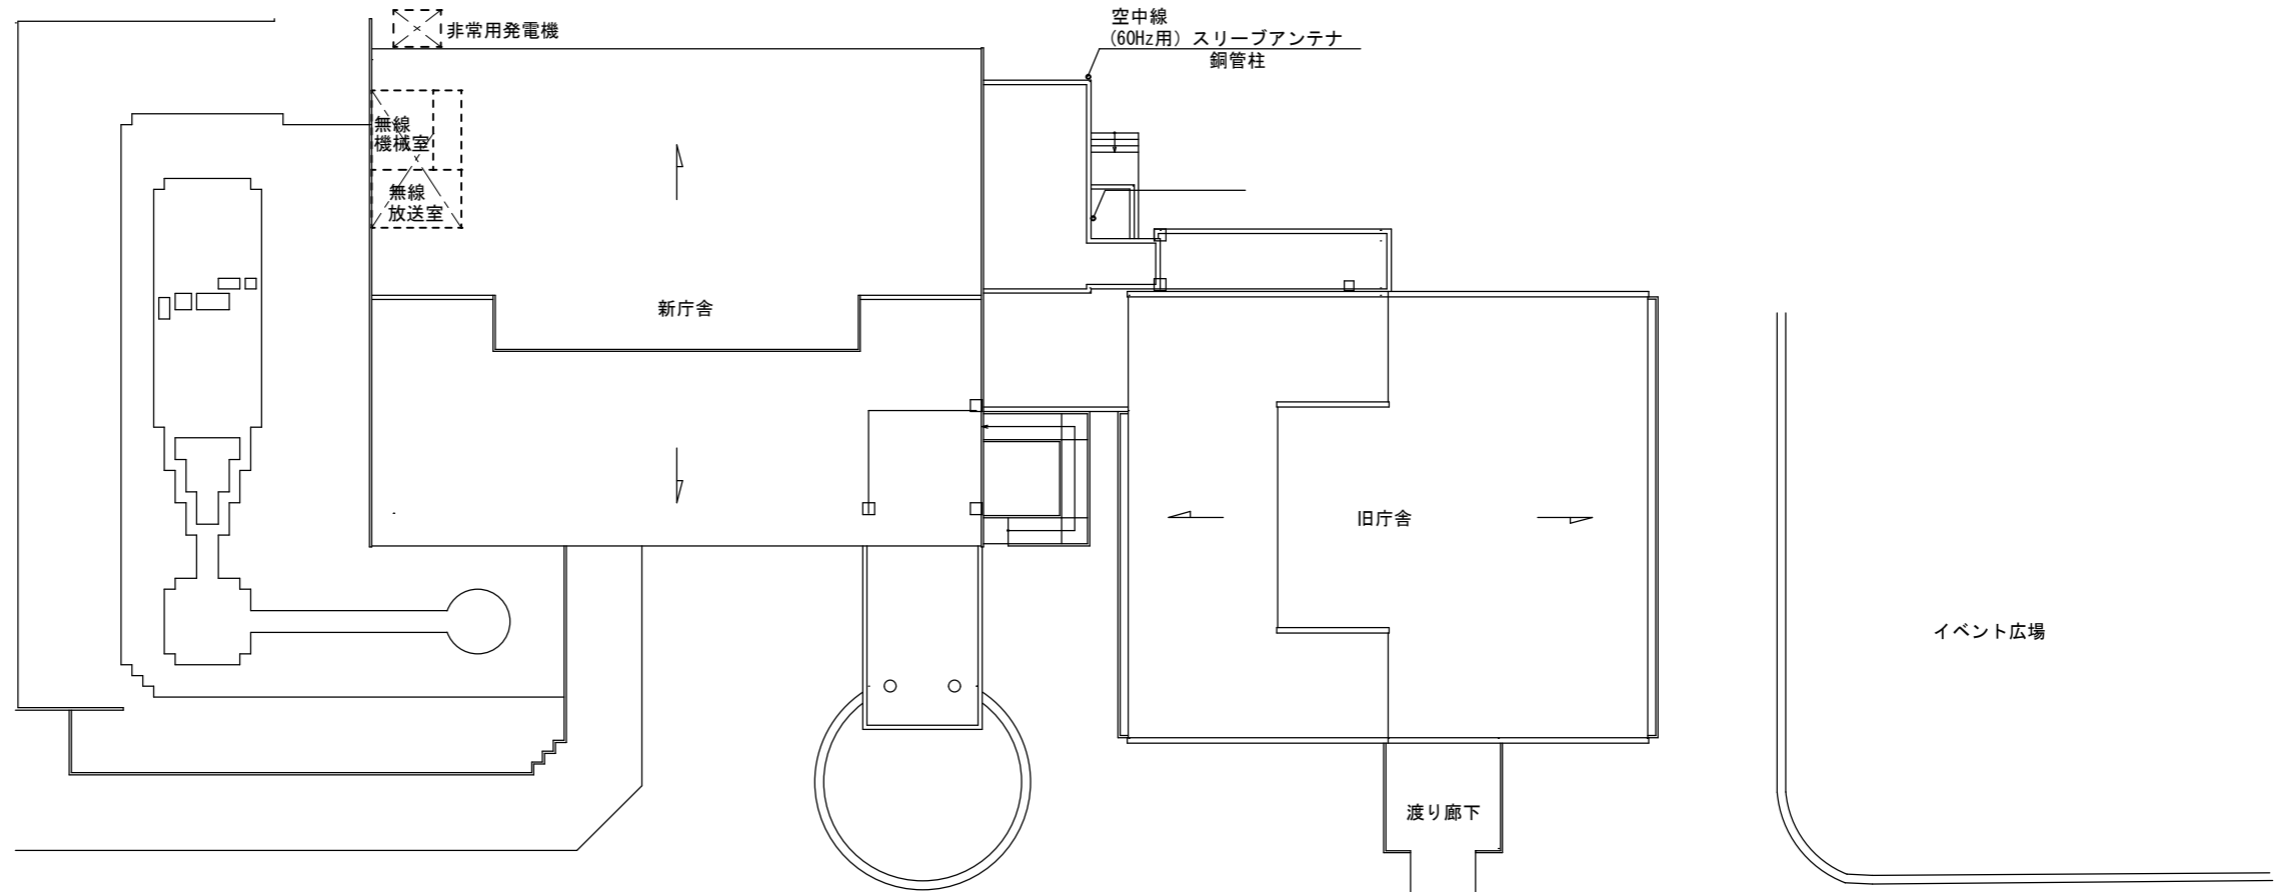 非常用発電機
空中線
(60Hz用) スリーブアンテナ
銅管柱
無線
機械室
無線
放送室
新庁舎
旧庁舎
イベント広場
渡り廊下